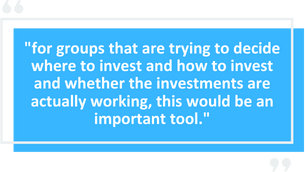 "for groups that are trying to decide
where to invest and how to invest
and whether the investments are
actually working, this would be an
important tool."